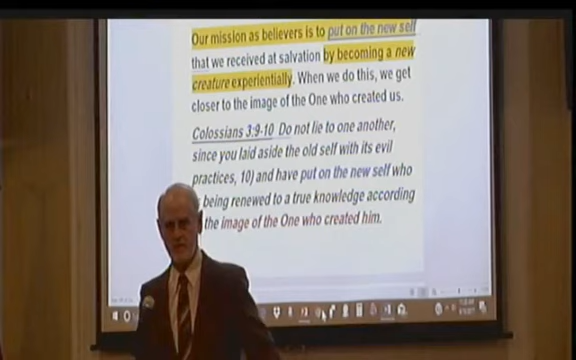 Our mission as believers is to put on the new self
that we received at salvation by becoming a new
creature experientially. When we do this, we get
closer to the image of the One who created us.
Colossians 3:9-10 Do not lie to one another,
since you laid aside the old self with its evil
practices, 10) and have put on the new self who
being renewed to a true knowledge according
the image of the One who created him.